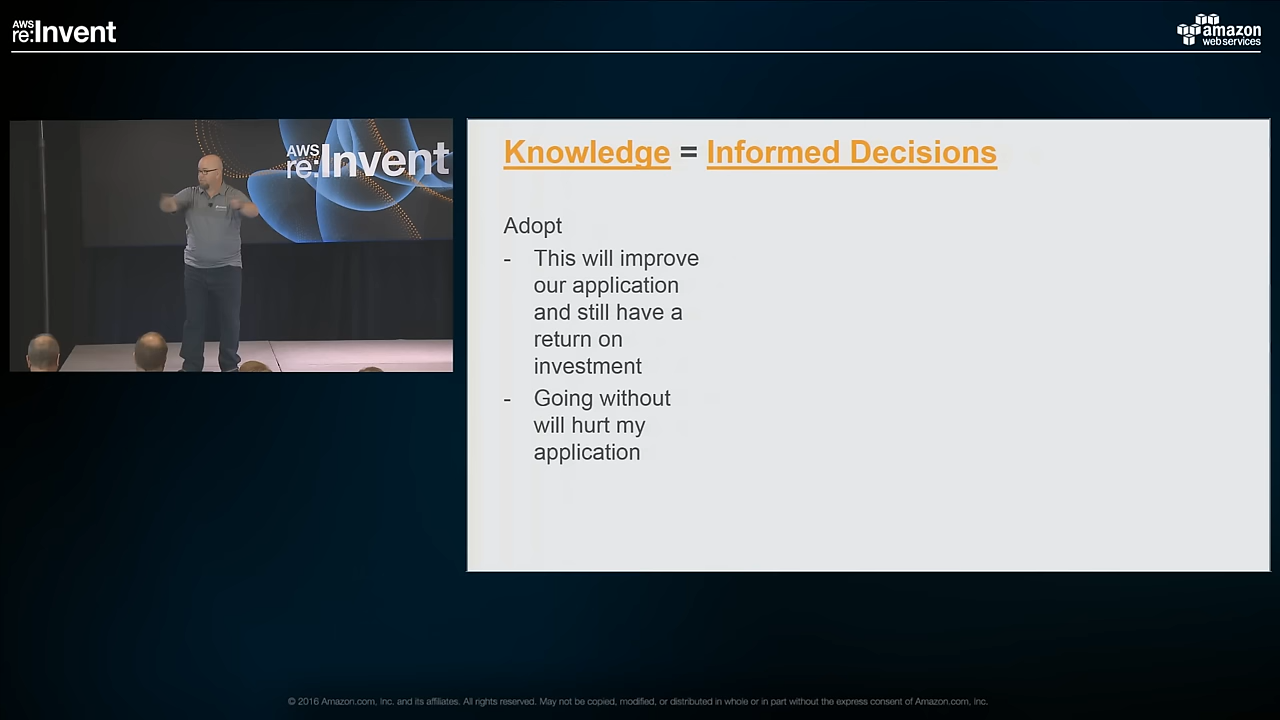 AWS
re:Invent
amazon
web services
AWS
re:Invent
Knowledge = Informed Decisions
Adopt
- This will improve
our application
and still have a
return on
investment
- Going without
will hurt my
application
© 2016 Amazon.com, Inc. and its affiliates. All rights reserved. May not be copied, modified, or distributed in whole or in part without the express consent of Amazon.com, Inc.